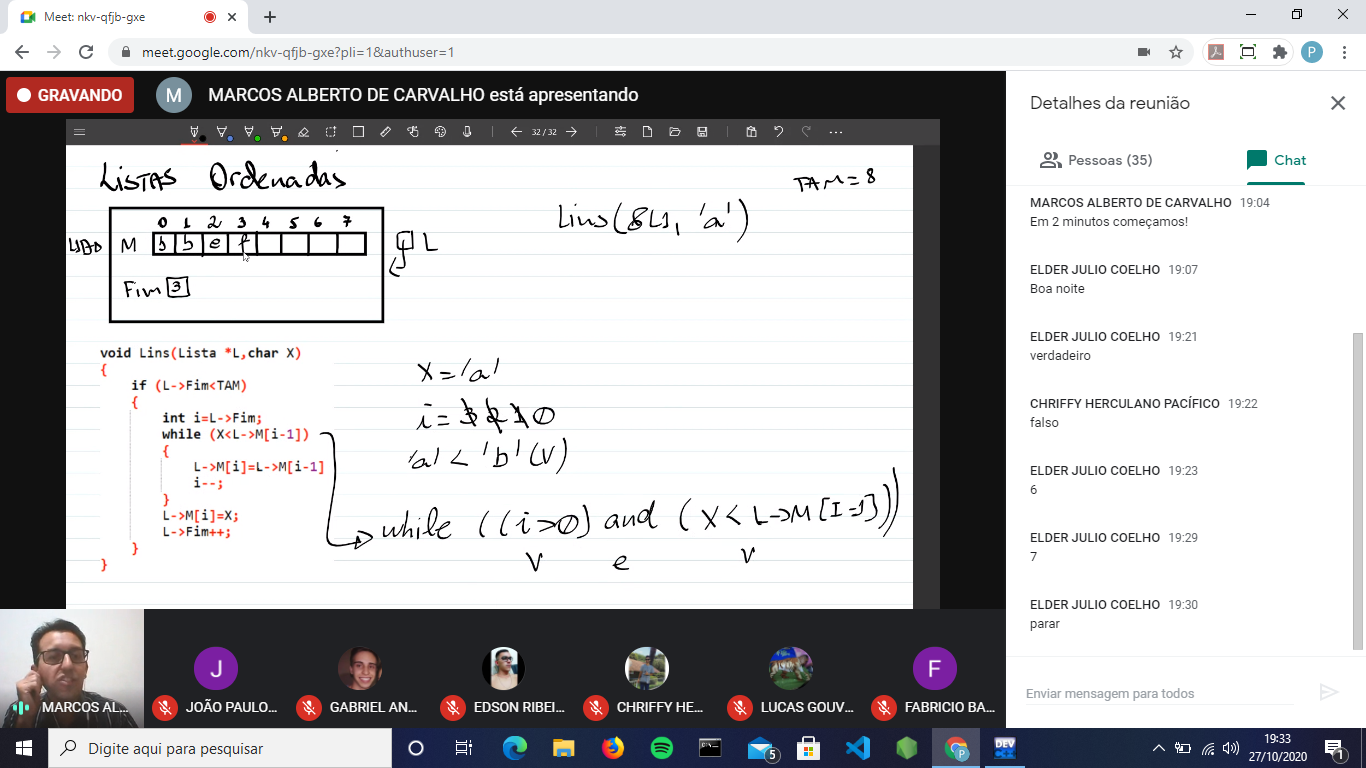 Meet: nkv-qfjb-gxe
meet.google.com/nkv-qfjb-gxe?pli=1&authuser=1
P
GRAVANDO
M
MARCOS ALBERTO DE CARVALHO está apresentando
32/32
LISTAS Ordenadas
TAM=8
Lins(&L1, 'a')
0 1 2 3 4 5 6 7
M b b e f
L
Fim 3
void Lins(Lista *L,char X)
{
if (L->Fim<TAM)
{
int i=L->Fim;
while (X<L->M[i-1])
{
L->M[i]=L->M[i-1]
i--;
}
L->M[i]=X;
L->Fim++;
}
}
X='a'
i= 3 2 1 0
'a' < 'b' (V)
while ((i>0) and (X< L->M[I-1]))
V e V
Detalhes da reunião
Pessoas (35)
Chat
MARCOS ALBERTO DE CARVALHO 19:04
Em 2 minutos começamos!
ELDER JULIO COELHO 19:07
Boa noite
ELDER JULIO COELHO 19:21
verdadeiro
CHRIFFY HERCULANO PACÍFICO 19:22
falso
ELDER JULIO COELHO 19:23
6
ELDER JULIO COELHO 19:29
7
ELDER JULIO COELHO 19:30
parar
Enviar mensagem para todos
J
F
MARCOS AL...
JOÃO PAULO...
GABRIEL AN...
EDSON RIBEI...
CHRIFFY HE...
LUCAS GOUV...
FABRICIO BA...
Digite aqui para pesquisar
5
P
DEV
C++
19:33
27/10/2020
1